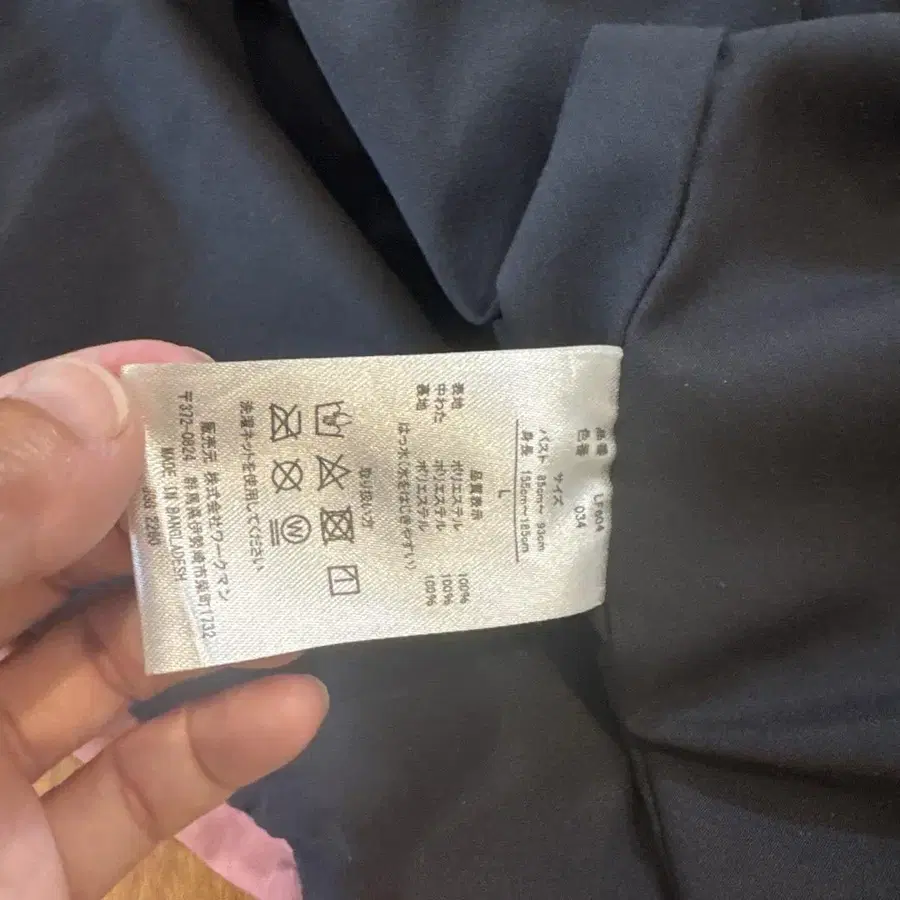 品番 LF604
色番 034
サイズ
バスト 85cm～ 93cm
身長 155cm～165cm
L
品質表示
表地 ポリエステル 100%
中わた ポリエステル 100%
裏地 ポリエステル 100%
はっ水(水をはじきやすい)
取り扱い方
W
洗濯ネットを使用してください
販売元 株式会社ワークマン
〒372-0824 群馬県伊勢崎市柴町1732
MADE IN BANGLADESH